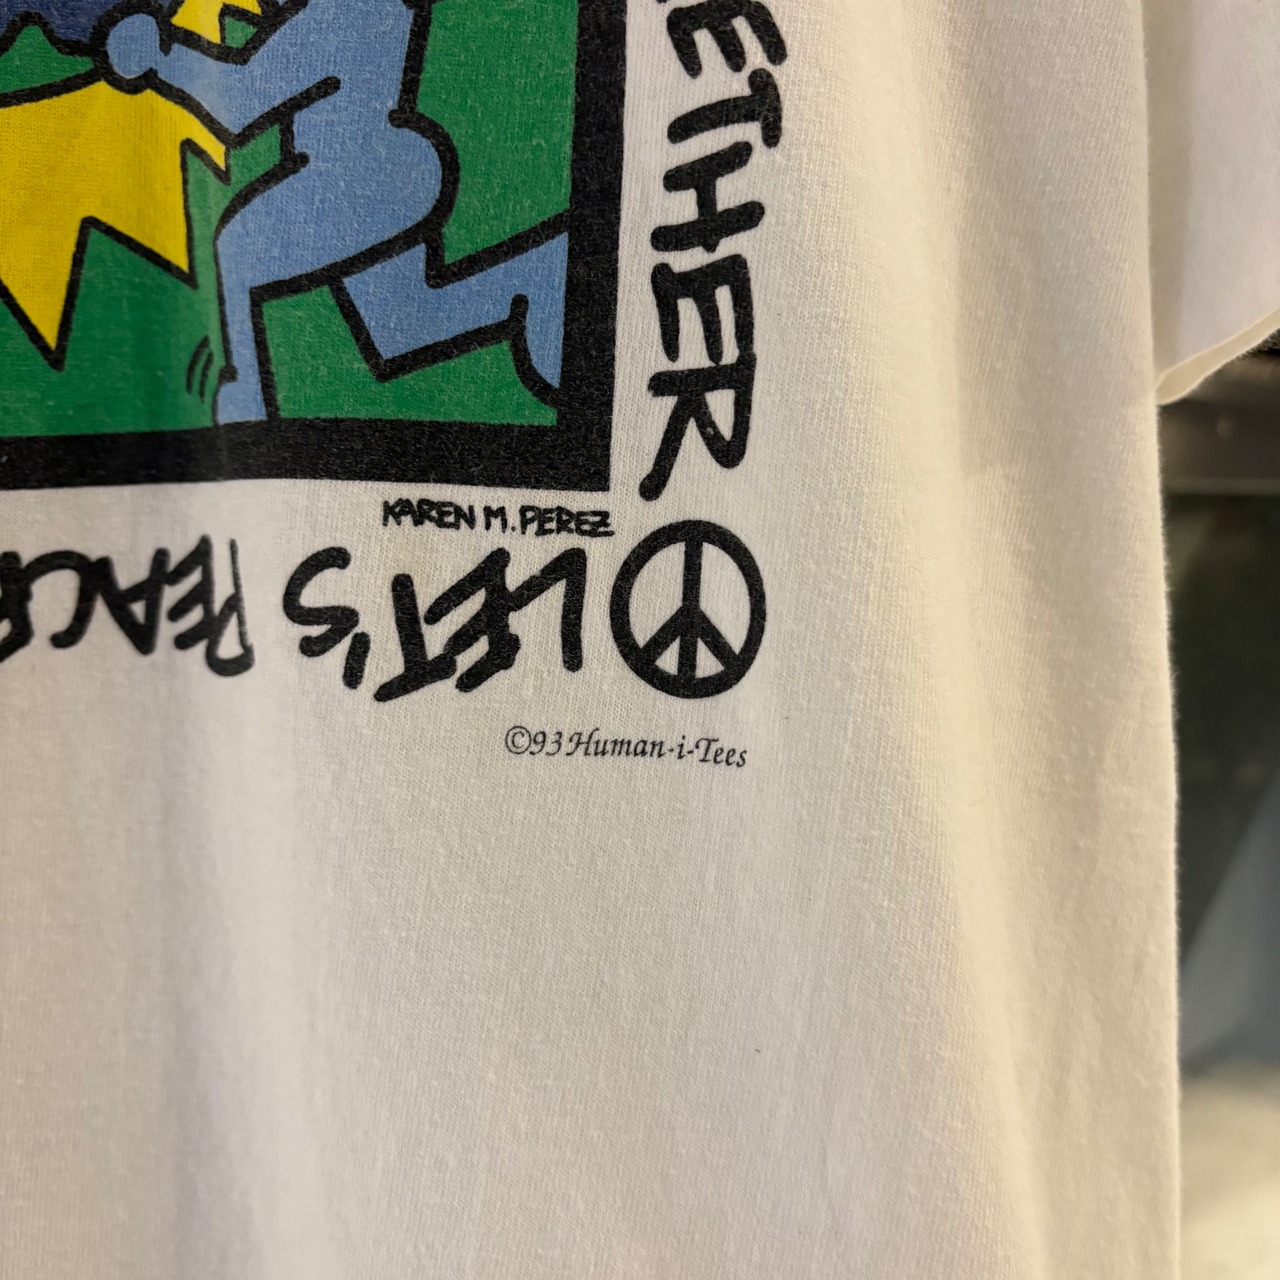 ETHER
KAREN M. PEREZ
LET'S PEACE
©93 Human-i-Tees